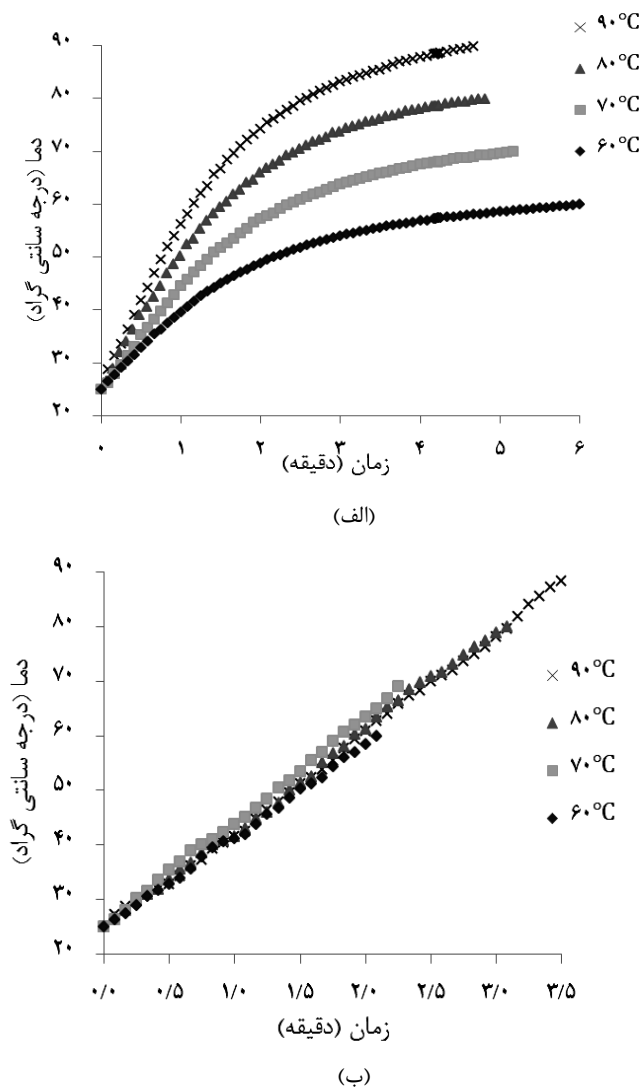 دما (درجه سانتی گراد)
۹۰
۸۰
۷۰
۶۰
۵۰
۴۰
۳۰
۲۰
۰ ۱ ۲ ۳ ۴ ۵ ۶
زمان (دقیقه)
۹۰°C
۸۰°C
۷۰°C
۶۰°C
(الف)
دما (درجه سانتی گراد)
۹۰
۸۰
۷۰
۶۰
۵۰
۴۰
۳۰
۲۰
۰/۰ ۰/۵ ۱/۰ ۱/۵ ۲/۰ ۲/۵ ۳/۰ ۳/۵
زمان (دقیقه)
۹۰°C
۸۰°C
۷۰°C
۶۰°C
(ب)